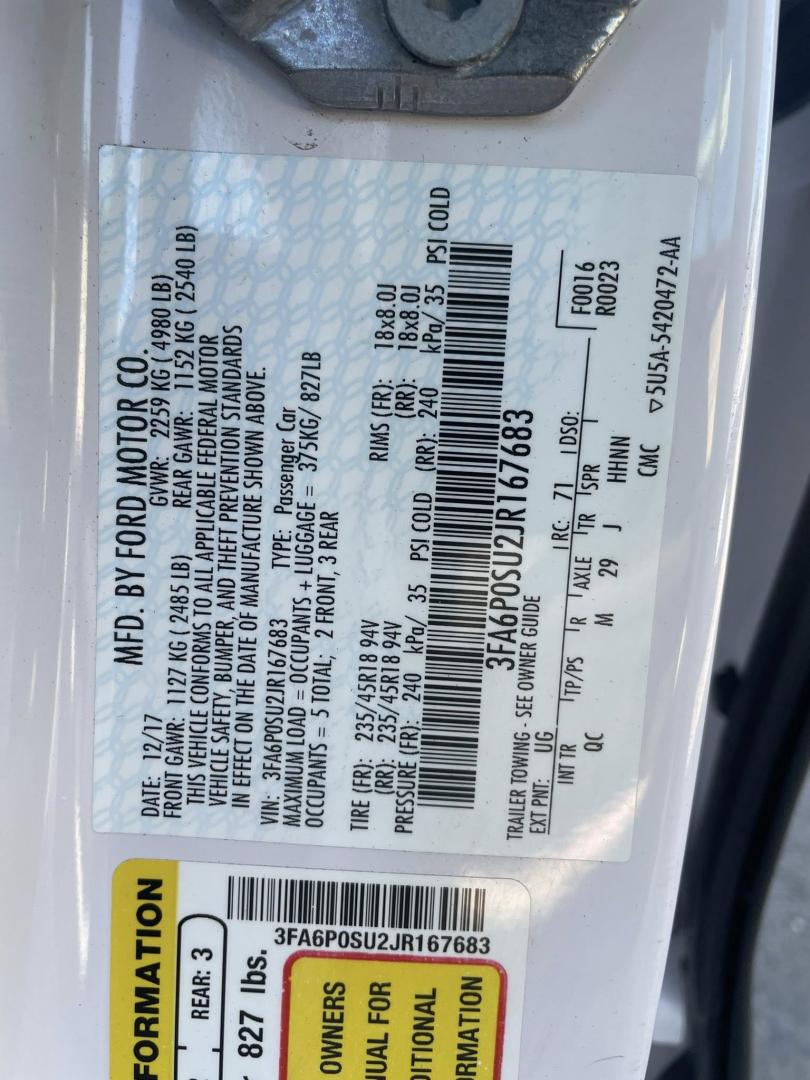 MFD. BY FORD MOTOR CO.
DATE: 12/17 GVWR: 2259 KG ( 4980 LB)
FRONT GAWR: 1127 KG ( 2485 LB) REAR GAWR: 1152 KG ( 2540 LB)
THIS VEHICLE CONFORMS TO ALL APPLICABLE FEDERAL MOTOR
VEHICLE SAFETY, BUMPER, AND THEFT PREVENTION STANDARDS
IN EFFECT ON THE DATE OF MANUFACTURE SHOWN ABOVE.
VIN: 3FA6P0SU2JR167683 TYPE: Passenger Car
MAXIMUM LOAD = OCCUPANTS + LUGGAGE = 375KG/ 827LB
OCCUPANTS = 5 TOTAL; 2 FRONT, 3 REAR
TIRE (FR): 235/45R18 94V RIMS (FR): 18x8.0J
(RR): 235/45R18 94V (RR): 18x8.0J
PRESSURE (FR): 240 kPa/ 35 PSI COLD (RR): 240 kPa/ 35 PSI COLD
3FA6P0SU2JR167683
TRAILER TOWING - SEE OWNER GUIDE
EXT PNT: UG RC: 71 DSO: F0016
R0023
INT TR TP/PS R AXLE TR SPR
QC M 29 J HHNN
CMC ▽5U5A-5420472-AA
FORMATION
REAR: 3
827 lbs.
3FA6P0SU2JR167683
OWNERS
UAL FOR
DITIONAL
RMATION